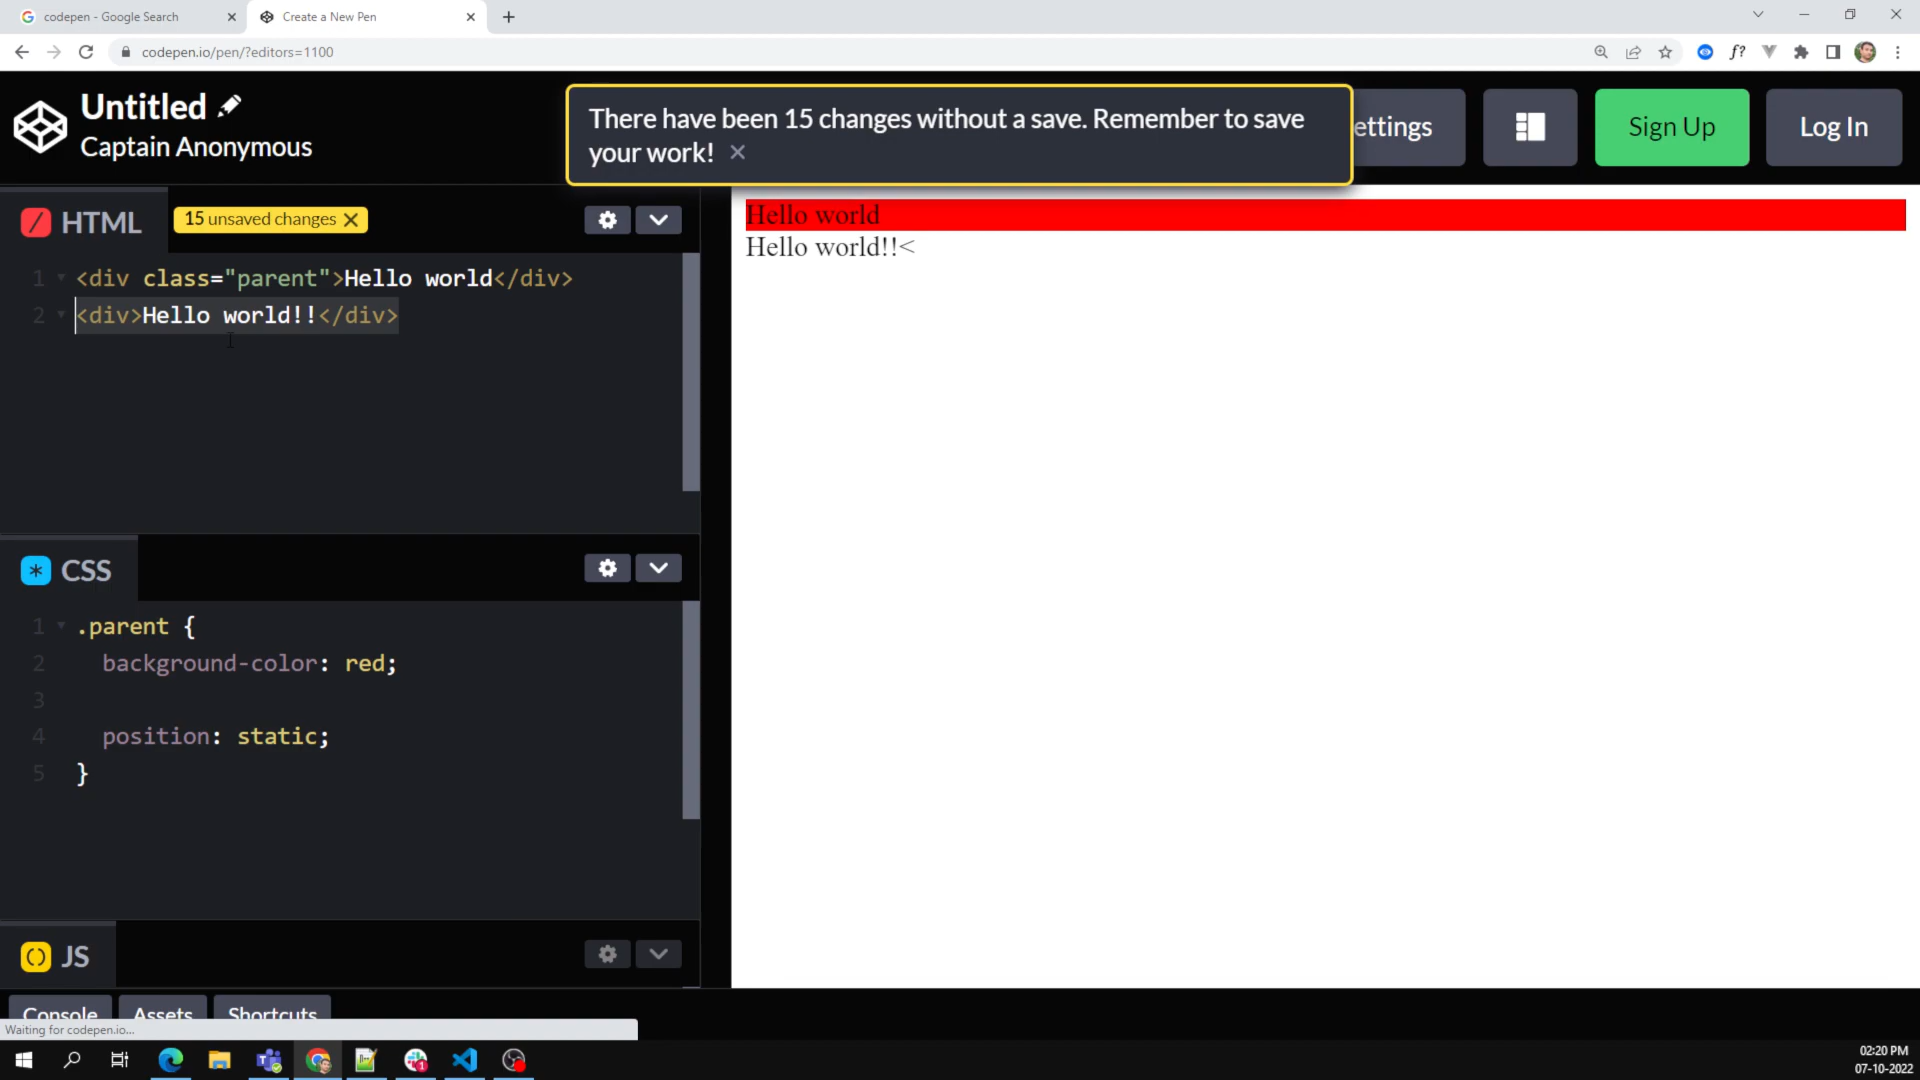 codepen - Google Search
Create a New Pen
codepen.io/pen/?editors=1100
f?
Untitled
Captain Anonymous
There have been 15 changes without a save. Remember to save
your work!
ettings
Sign Up
Log In
HTML
15 unsaved changes
1 <div class="parent">Hello world</div>
2 <div>Hello world!!</div>
Hello world
Hello world!!<
CSS
1 .parent {
2 background-color: red;
3
4 position: static;
5 }
JS
Console
Assets
Shortcuts
Waiting for codepen.io...
02:20 PM
07-10-2022